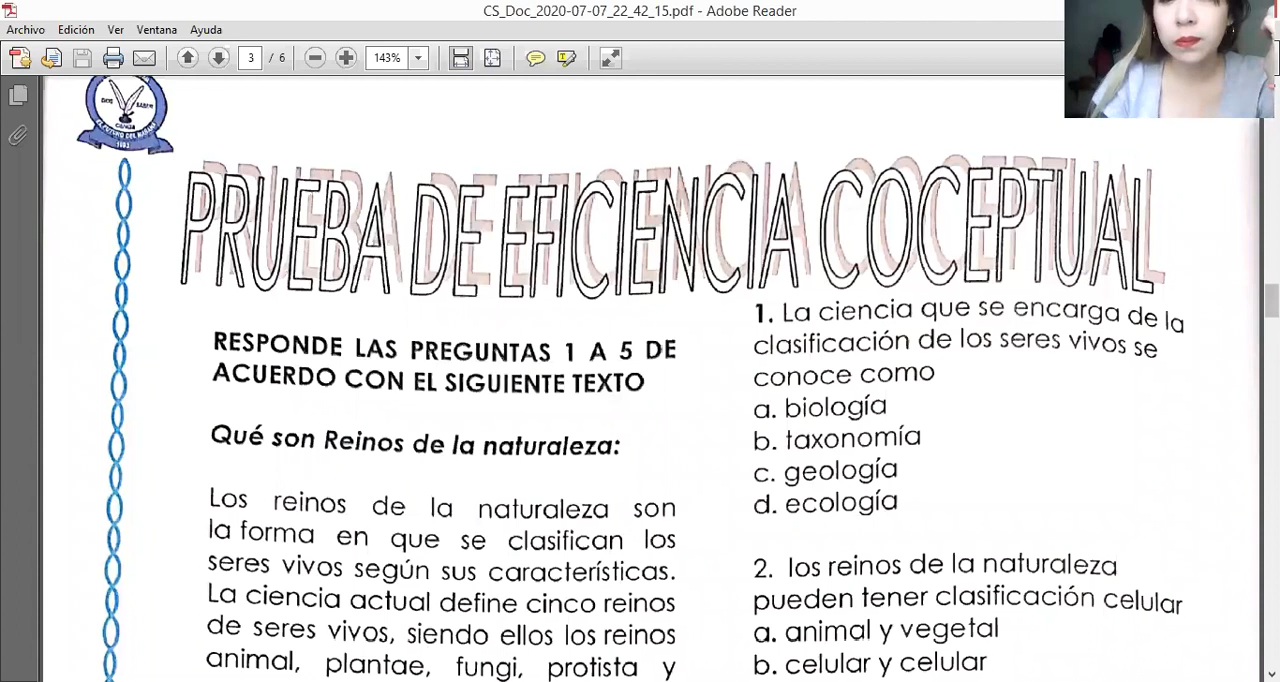 CS_Doc_2020-07-07_22_42_15.pdf - Adobe Reader
Archivo Edición Ver Ventana Ayuda
3 / 6
143%
DIOS SABER
CIENCIA
1993
PRUEBA DE EFICIENCIA COCEPTUAL
RESPONDE LAS PREGUNTAS 1 A 5 DE
ACUERDO CON EL SIGUIENTE TEXTO
Qué son Reinos de la naturaleza:
Los reinos de la naturaleza son
la forma en que se clasifican los
seres vivos según sus características.
La ciencia actual define cinco reinos
de seres vivos, siendo ellos los reinos
animal, plantae, fungi, protista y
1. La ciencia que se encarga de la
clasificación de los seres vivos se
conoce como
a. biología
b. taxonomía
c. geología
d. ecología
2. los reinos de la naturaleza
pueden tener clasificación celular
a. animal y vegetal
b. celular y celular